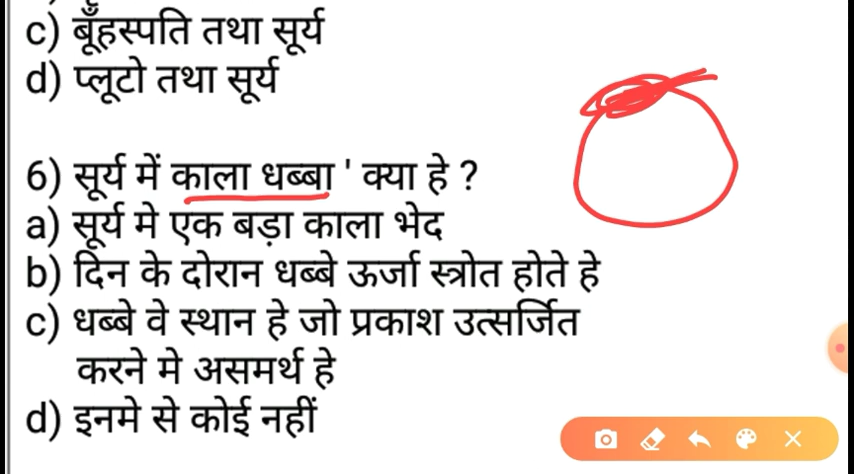 c) बूँहस्पति तथा सूर्य
d) प्लूटो तथा सूर्य
6) सूर्य में काला धब्बा ' क्या हे ?
a) सूर्य मे एक बड़ा काला भेद
b) दिन के दोरान धब्बे ऊर्जा स्त्रोत होते हे
c) धब्बे वे स्थान हे जो प्रकाश उत्सर्जित
करने मे असमर्थ हे
d) इनमे से कोई नहीं